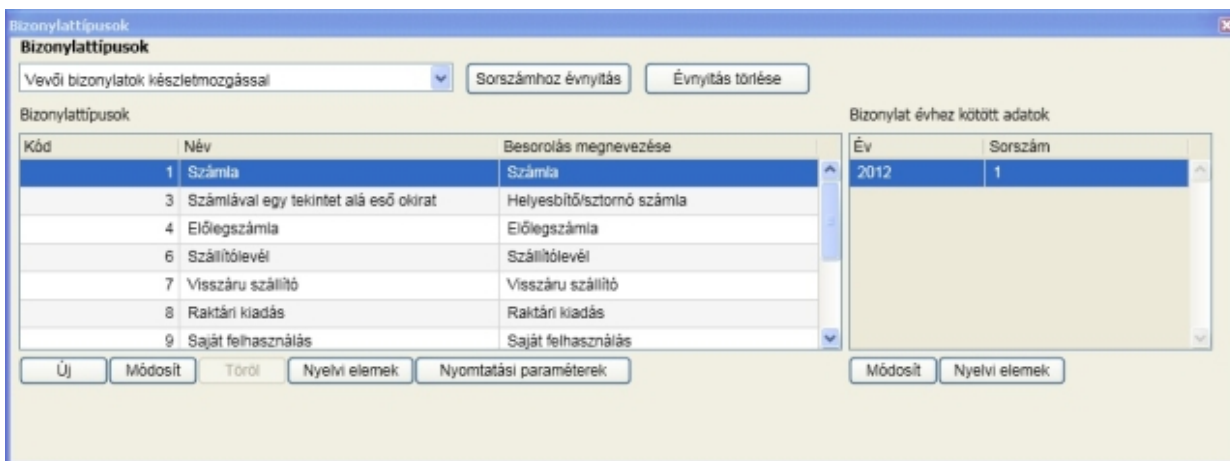 Bizonylattípusok
Bizonylattípusok
Vevői bizonylatok készletmozgással Sorszámhoz évnyitás Évnyitás törlése
Bizonylattípusok Bizonylat évhez kötött adatok
Kód Név Besorolás megnevezése Év Sorszám
1 Számla Számla 2012 1
3 Számlával egy tekintet alá eső okirat Helyesbítő/sztornó számla
4 Előlegszámla Előlegszámla
6 Szállítólevél Szállítólevél
7 Visszáru szállító Visszáru szállító
8 Raktári kiadás Raktári kiadás
9 Saját felhasználás Saját felhasználás
Új Módosít Töröl Nyelvi elemek Nyomtatási paraméterek Módosít Nyelvi elemek